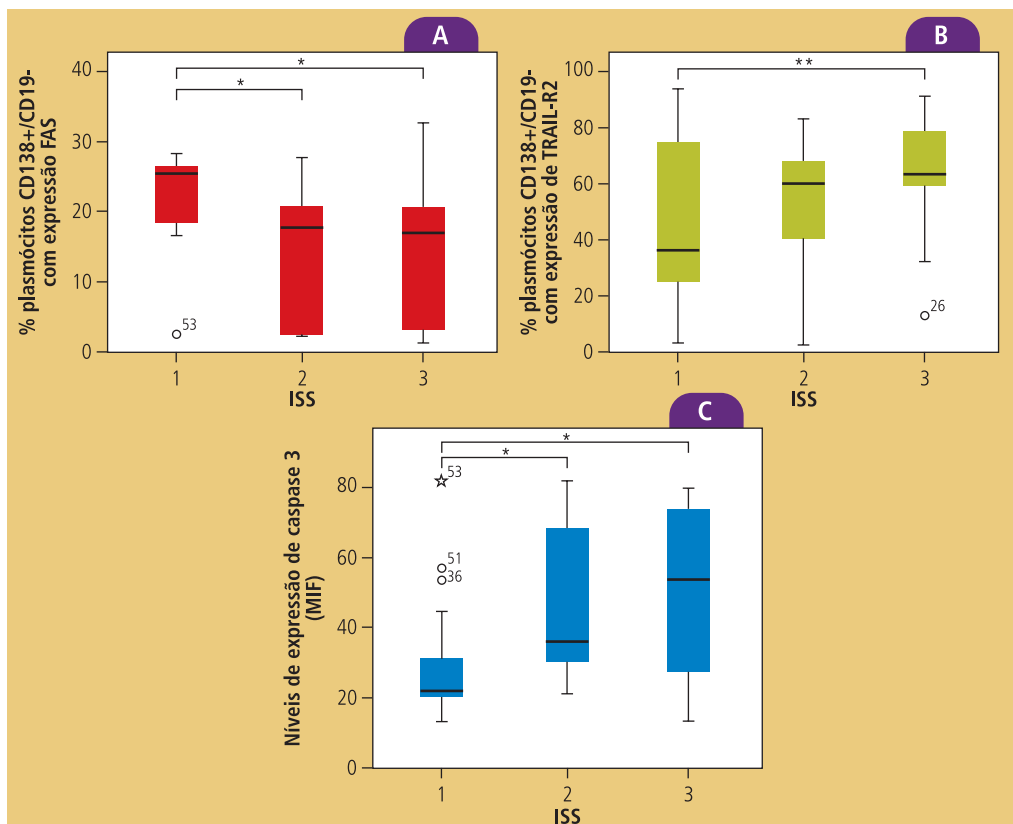 A
% plasmócitos CD138+/CD19-
com expressão FAS
40
30
20
10
0
*
*
53
1
2
3
ISS
B
% plasmócitos CD138+/CD19-
com expressão de TRAIL-R2
100
80
60
40
20
0
**
26
1
2
3
ISS
C
Níveis de expressão de caspase 3
(MIF)
80
60
40
20
0
*
*
53
51
36
1
2
3
ISS